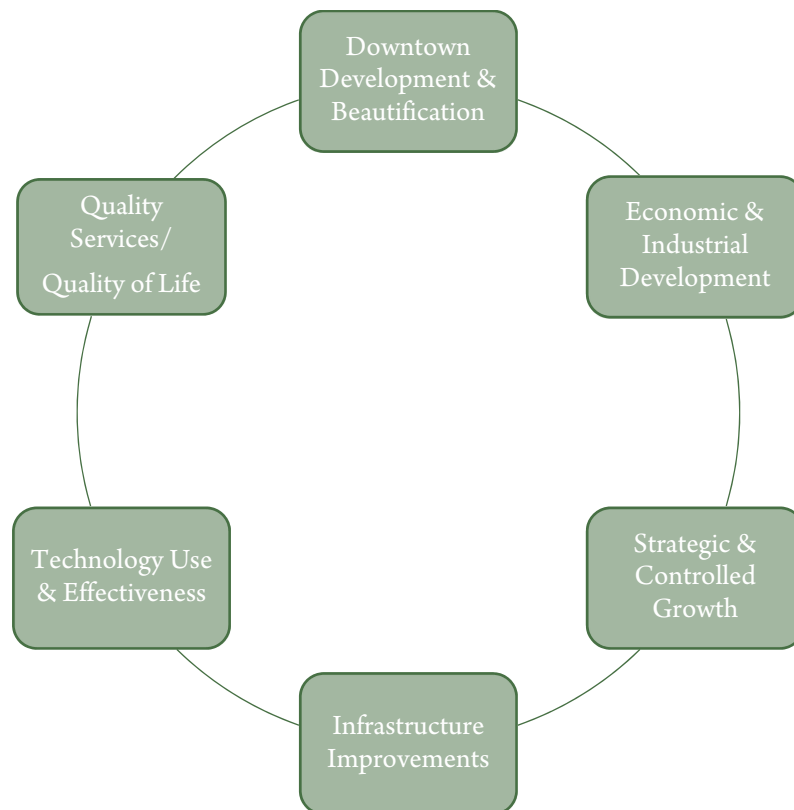 Downtown
Development &
Beautification
Economic &
Industrial
Development
Strategic &
Controlled
Growth
Infrastructure
Improvements
Technology Use
& Effectiveness
Quality
Services/
Quality of Life